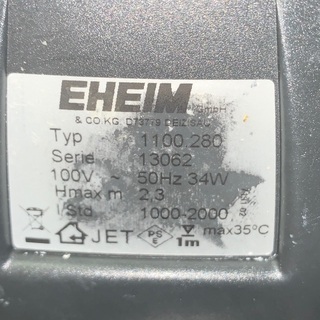 EHEIM GmbH
& CO.KG. D73779 DEIZISAU
Typ 1100.280
Serie 13062
100V ~ 50Hz 34W
Hmax m 2,3
l/Std. 1000-2000
JET PS E 1m max35°C